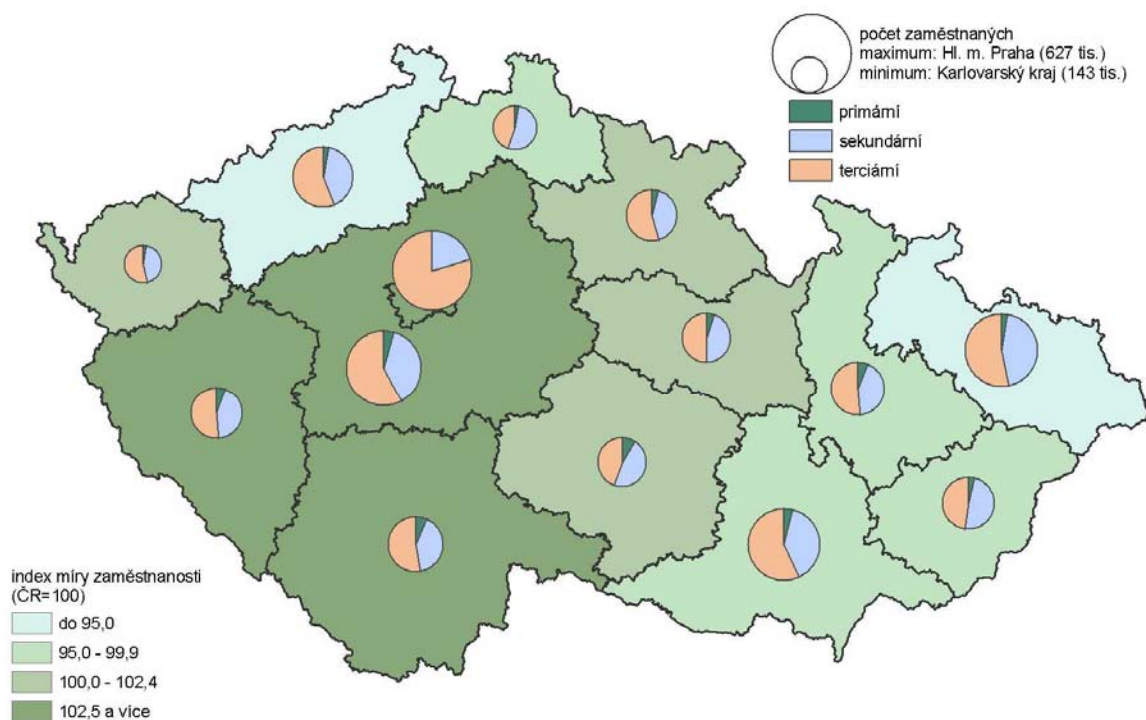 počet zaměstnaných
maximum: Hl. m. Praha (627 tis.)
minimum: Karlovarský kraj (143 tis.)
primární
sekundární
terciární
index míry zaměstnanosti
(ČR=100)
do 95,0
95,0 - 99,9
100,0 - 102,4
102,5 a více